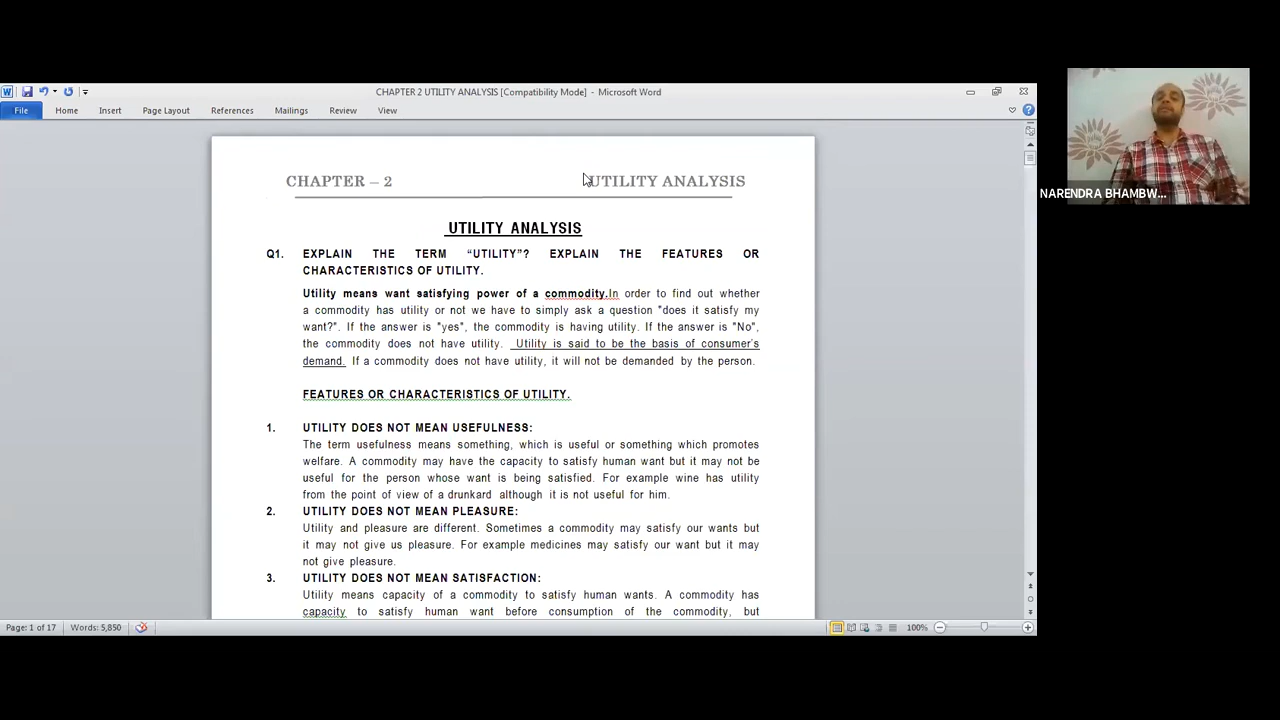 CHAPTER 2 UTILITY ANALYSIS [Compatibility Mode] - Microsoft Word
File Home Insert Page Layout References Mailings Review View
CHAPTER – 2 UTILITY ANALYSIS
UTILITY ANALYSIS
Q1. EXPLAIN THE TERM “UTILITY”? EXPLAIN THE FEATURES OR
CHARACTERISTICS OF UTILITY.
Utility means want satisfying power of a commodity.In order to find out whether
a commodity has utility or not we have to simply ask a question "does it satisfy my
want?". If the answer is "yes", the commodity is having utility. If the answer is "No",
the commodity does not have utility. Utility is said to be the basis of consumer's
demand. If a commodity does not have utility, it will not be demanded by the person.
FEATURES OR CHARACTERISTICS OF UTILITY.
1. UTILITY DOES NOT MEAN USEFULNESS:
The term usefulness means something, which is useful or something which promotes
welfare. A commodity may have the capacity to satisfy human want but it may not be
useful for the person whose want is being satisfied. For example wine has utility
from the point of view of a drunkard although it is not useful for him.
2. UTILITY DOES NOT MEAN PLEASURE:
Utility and pleasure are different. Sometimes a commodity may satisfy our wants but
it may not give us pleasure. For example medicines may satisfy our want but it may
not give pleasure.
3. UTILITY DOES NOT MEAN SATISFACTION:
Utility means capacity of a commodity to satisfy human wants. A commodity has
capacity to satisfy human want before consumption of the commodity, but
Page: 1 of 17 Words: 5,850 100%
NARENDRA BHAMBW...